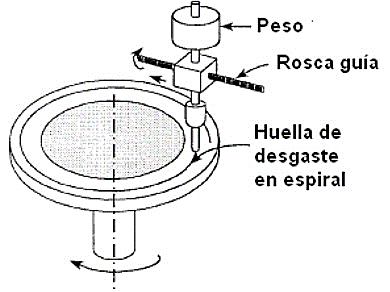 Peso
Rosca guía
Huella de
desgaste
en espiral